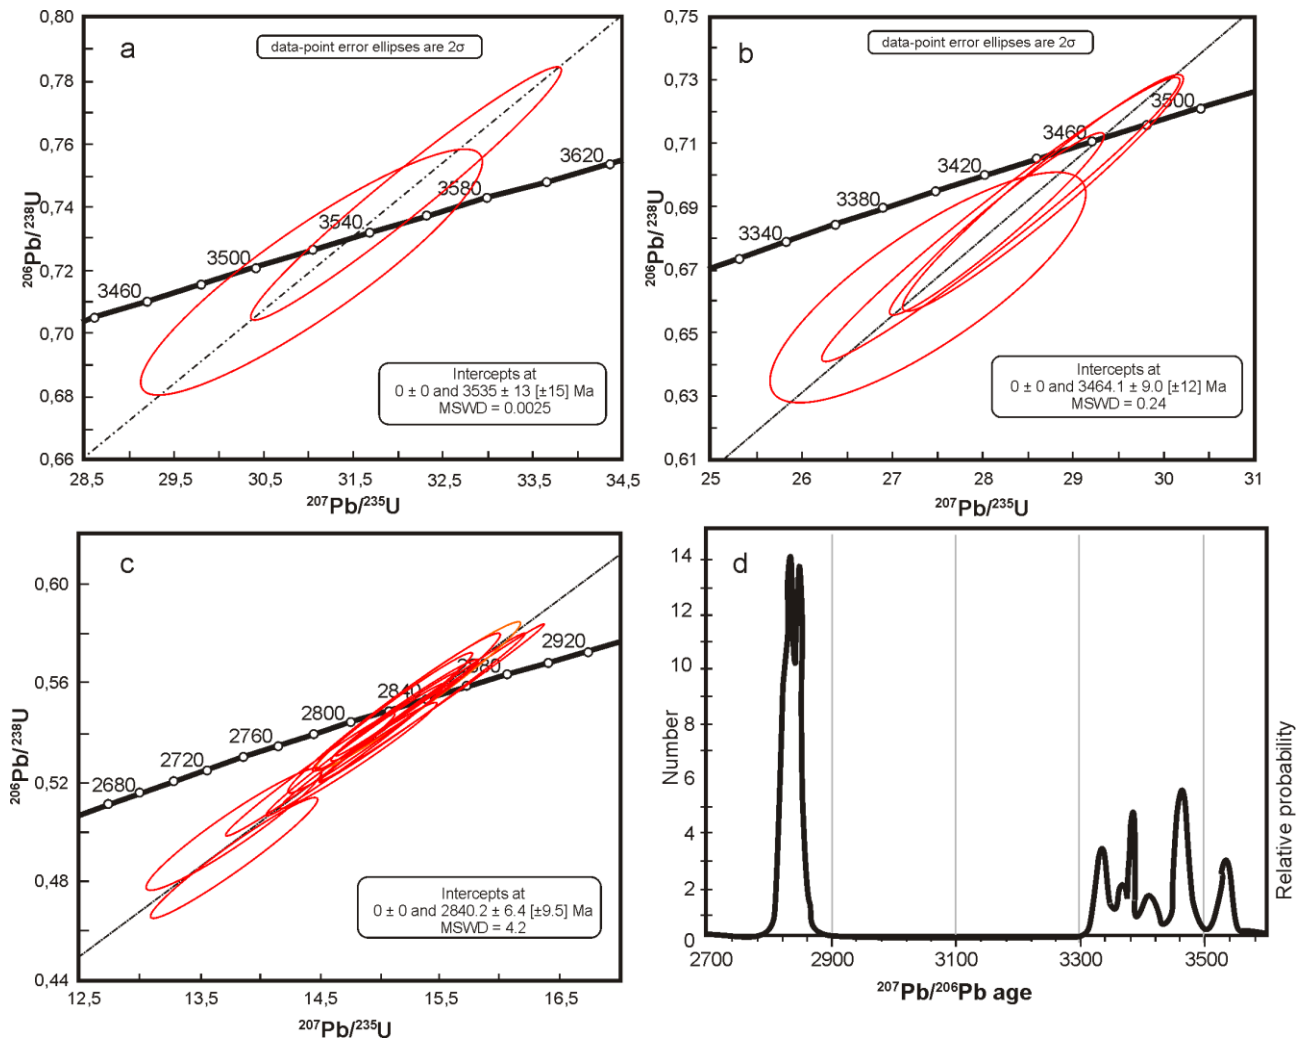 a
data-point error ellipses are 2σ
0,80
0,78
0,76
0,74
0,72
0,70
0,68
0,66
²⁰⁶Pb/²³⁸U
3460
3500
3540
3580
3620
Intercepts at
0 ± 0 and 3535 ± 13 [±15] Ma
MSWD = 0.0025
28,5
29,5
30,5
31,5
32,5
33,5
34,5
²⁰⁷Pb/²³⁵U
b
data-point error ellipses are 2σ
0,75
0,73
0,71
0,69
0,67
0,65
0,63
0,61
²⁰⁶Pb/²³⁸U
3340
3380
3420
3460
3500
Intercepts at
0 ± 0 and 3464.1 ± 9.0 [±12] Ma
MSWD = 0.24
25
26
27
28
29
30
31
²⁰⁷Pb/²³⁵U
c
0,60
0,56
0,52
0,48
0,44
²⁰⁶Pb/²³⁸U
2680
2720
2760
2800
2840
2880
2920
Intercepts at
0 ± 0 and 2840.2 ± 6.4 [±9.5] Ma
MSWD = 4.2
12,5
13,5
14,5
15,5
16,5
²⁰⁷Pb/²³⁵U
d
14
12
10
8
6
4
2
0
Number
Relative probability
2700
2900
3100
3300
3500
²⁰⁷Pb/²⁰⁶Pb age